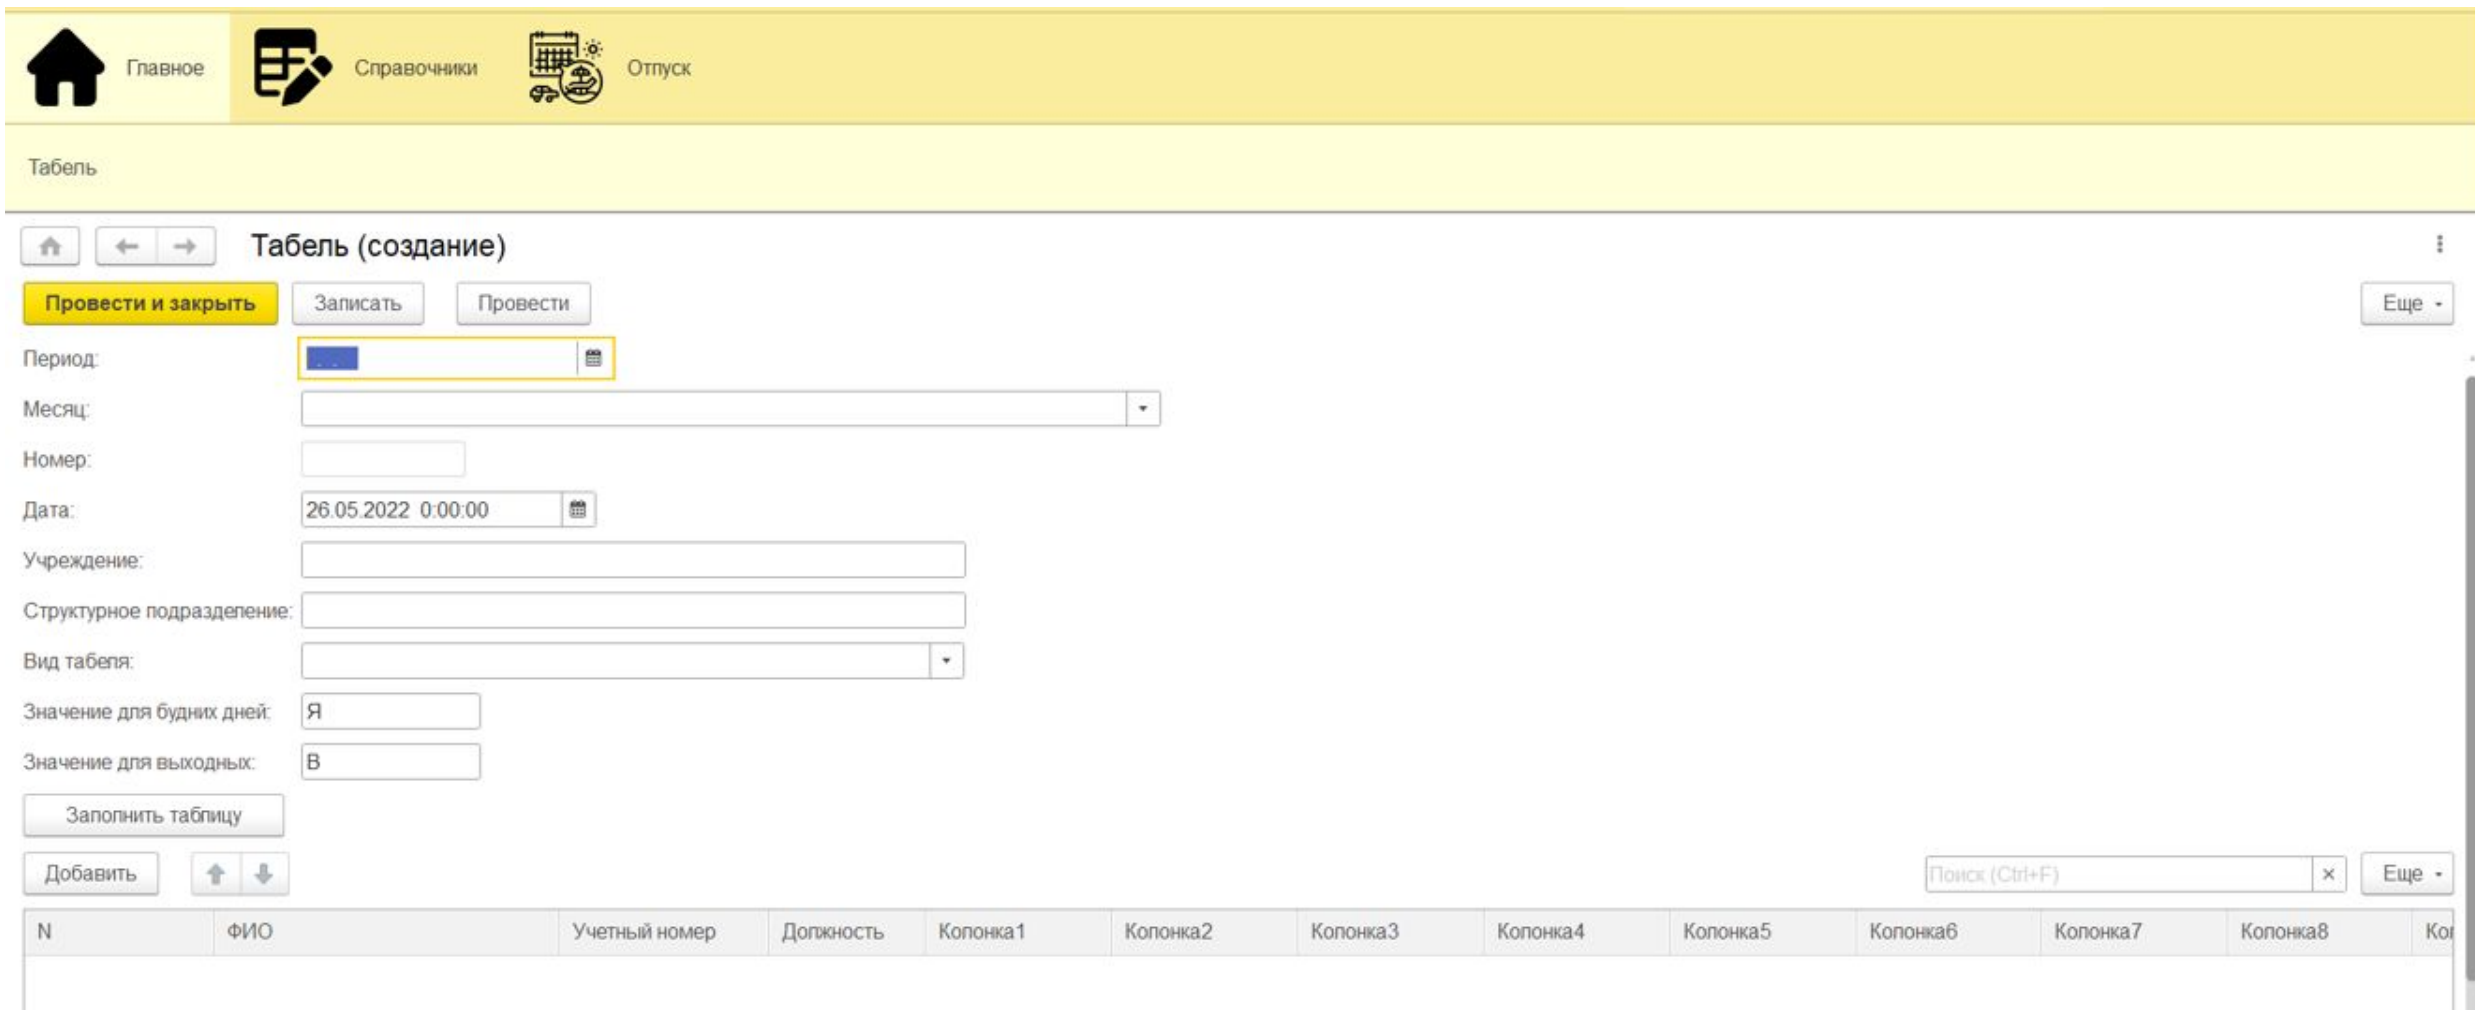 Главное Справочники Отпуск
Табель
Табель (создание)
Провести и закрыть Записать Провести Еще
Период: . .
Месяц:
Номер:
Дата: 26.05.2022 0:00:00
Учреждение:
Структурное подразделение:
Вид табеля:
Значение для будних дней: Я
Значение для выходных: В
Заполнить таблицу
Добавить Поиск (Ctrl+F) × Еще
N ФИО Учетный номер Должность Колонка1 Колонка2 Колонка3 Колонка4 Колонка5 Колонка6 Колонка7 Колонка8 Кол